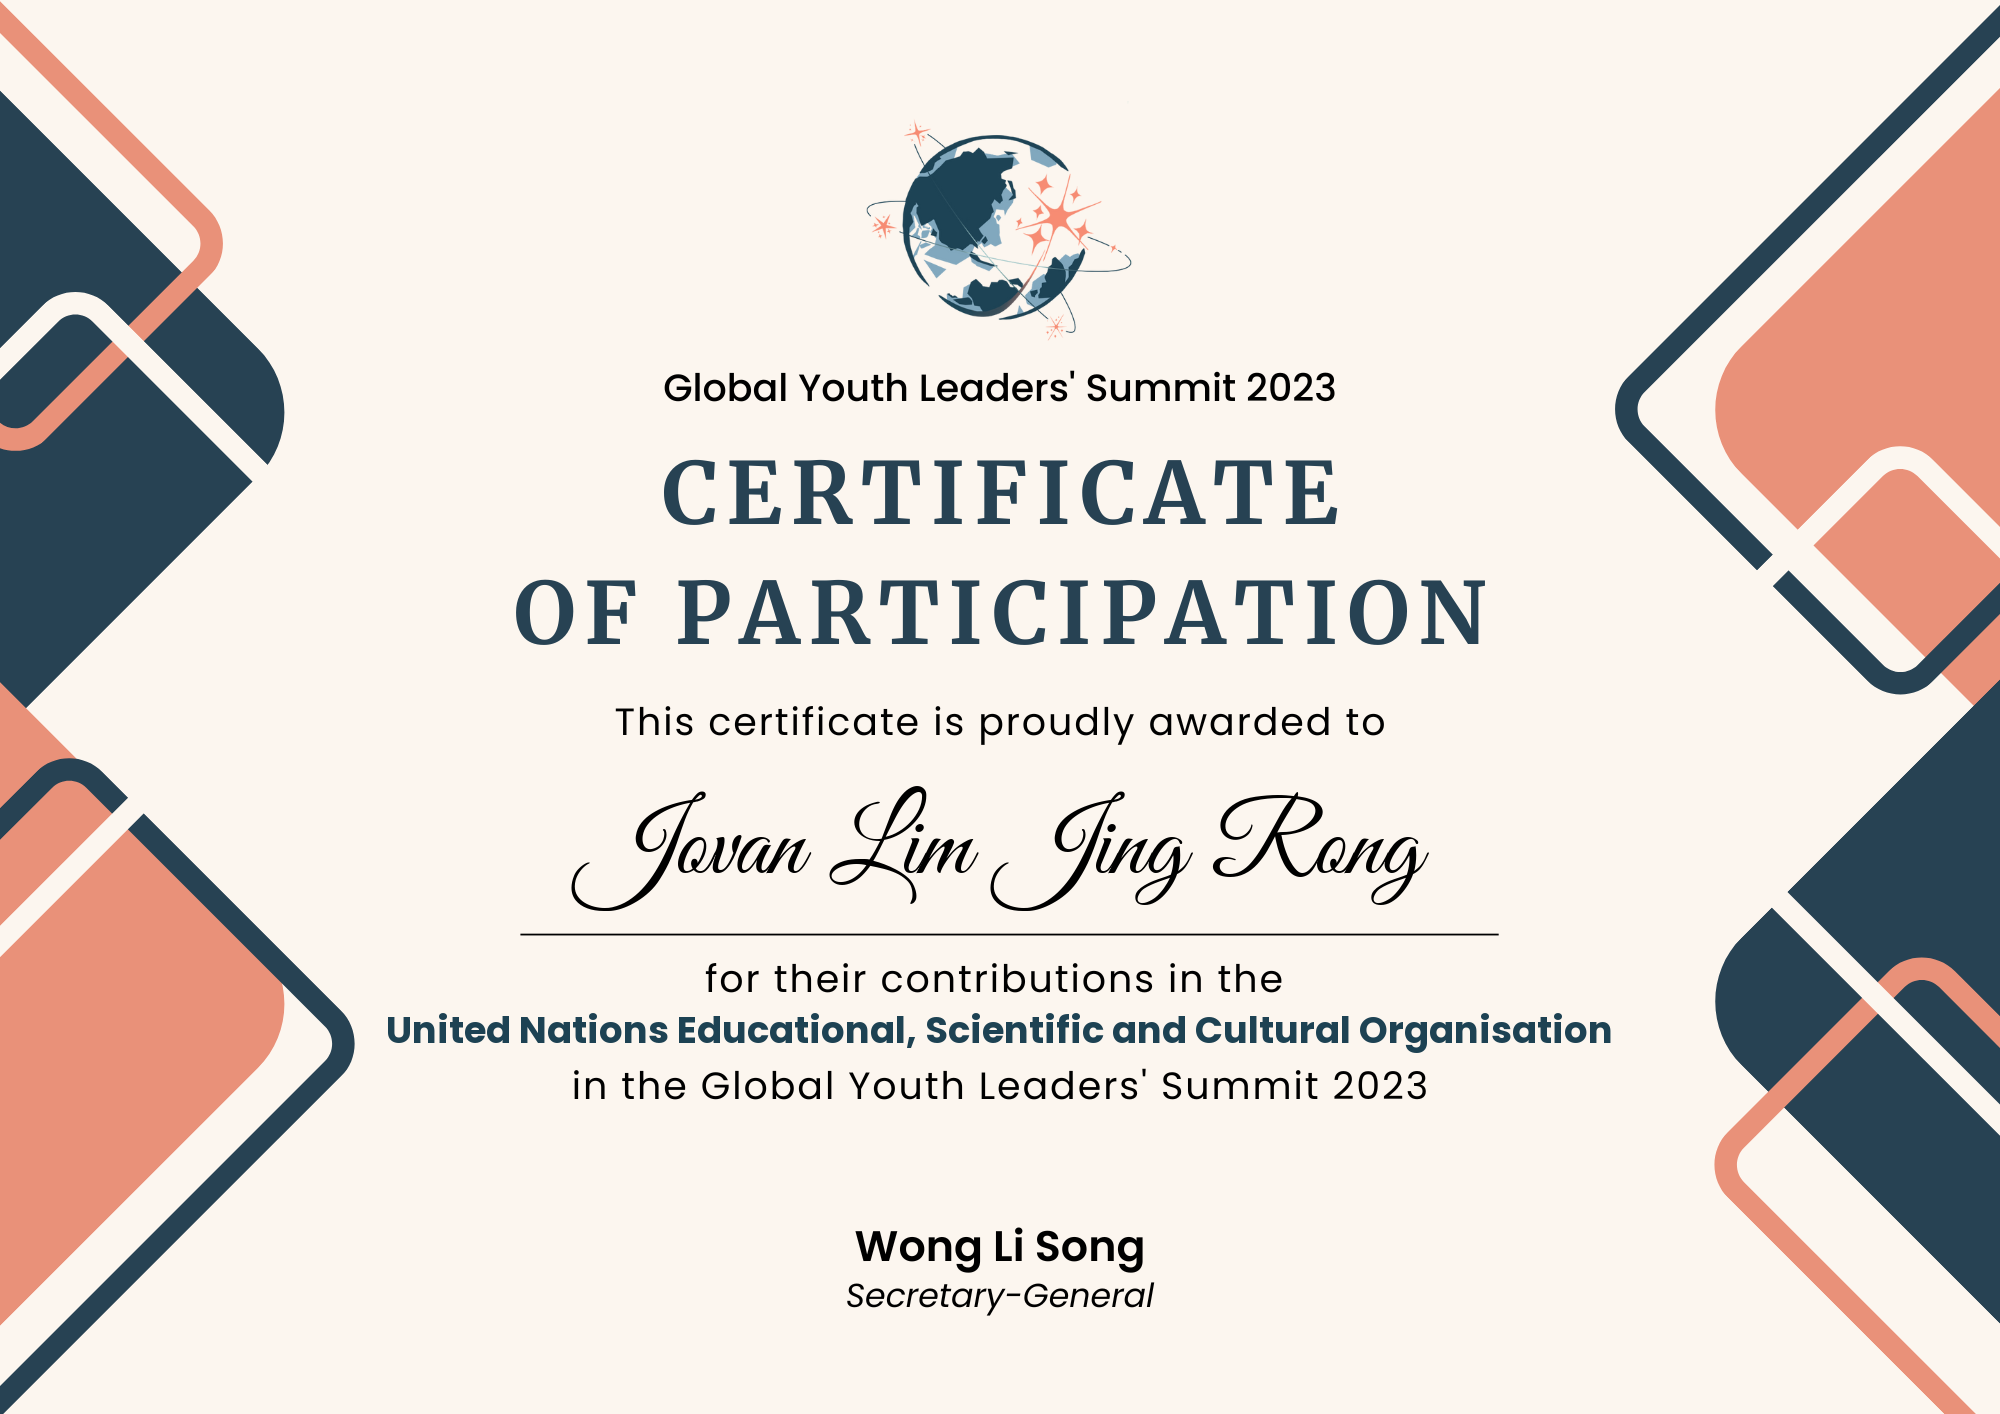 Global Youth Leaders' Summit 2023
CERTIFICATE
OF PARTICIPATION
This certificate is proudly awarded to
Jovan Lim Jing Rong
for their contributions in the
United Nations Educational, Scientific and Cultural Organisation
in the Global Youth Leaders' Summit 2023
Wong Li Song
Secretary-General